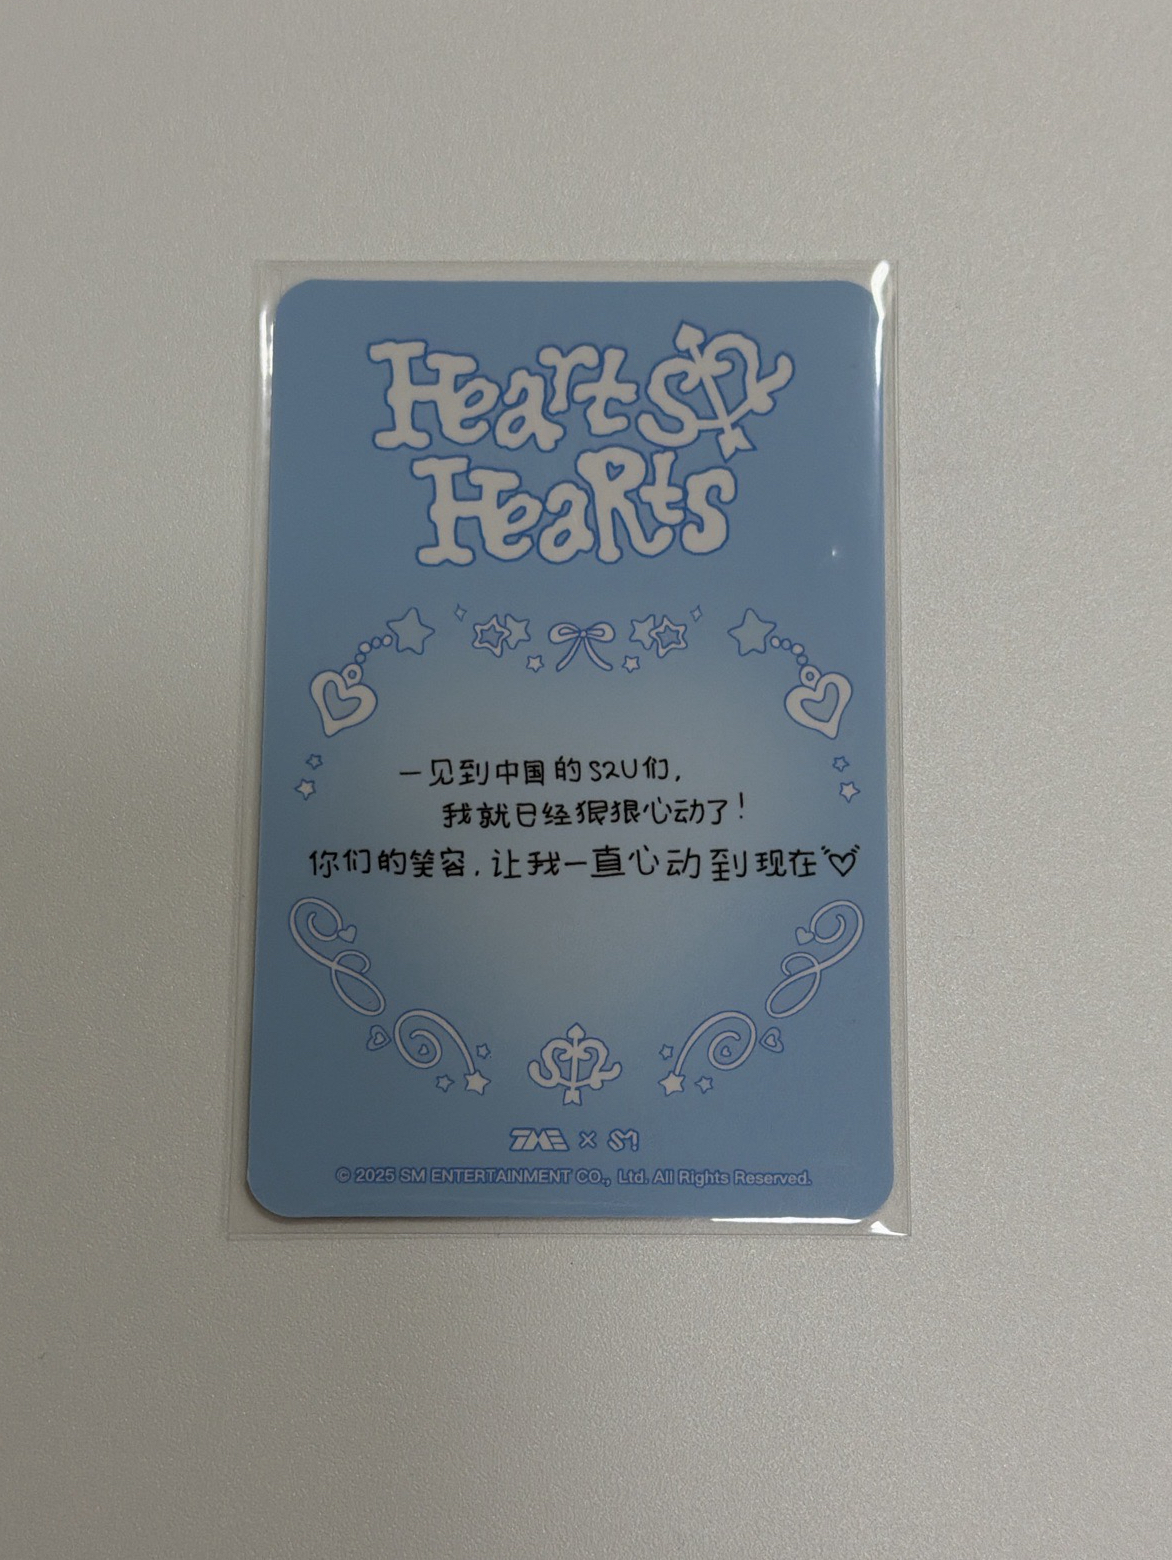 Hearts2
Hearts
一见到中国的S2U们,
我就已经狠狠心动了!
你们的笑容,让我一直心动到现在♡
TME × SM
© 2025 SM ENTERTAINMENT CO., Ltd. All Rights Reserved.